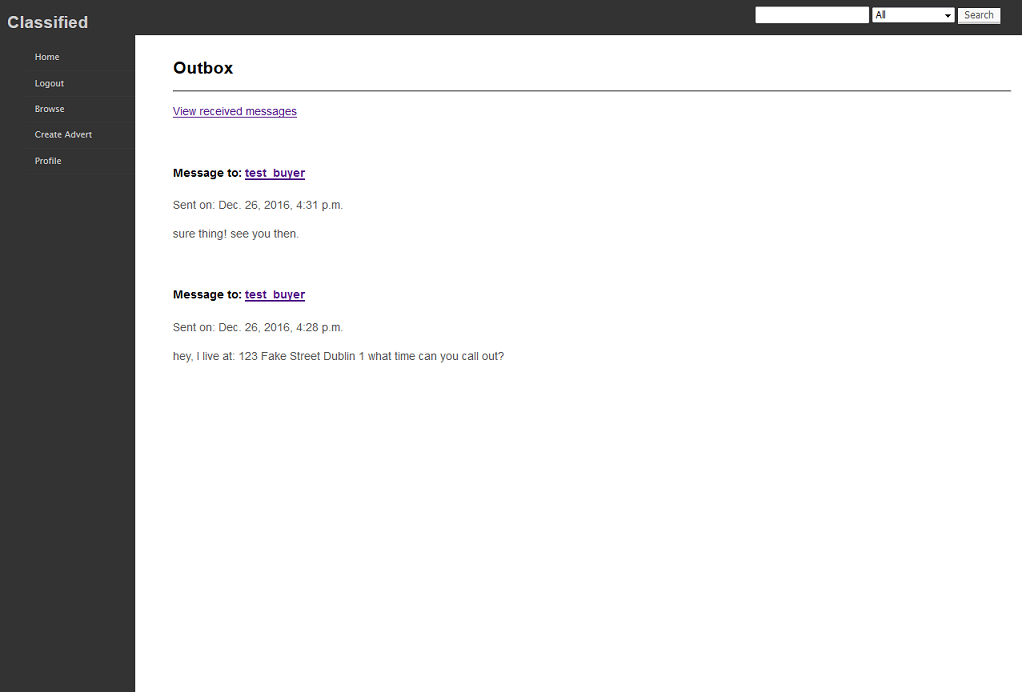 Classified
All
Search
Home
Logout
Browse
Create Advert
Profile
Outbox
View received messages
Message to: test_buyer
Sent on: Dec. 26, 2016, 4:31 p.m.
sure thing! see you then.
Message to: test_buyer
Sent on: Dec. 26, 2016, 4:28 p.m.
hey, I live at: 123 Fake Street Dublin 1 what time can you call out?